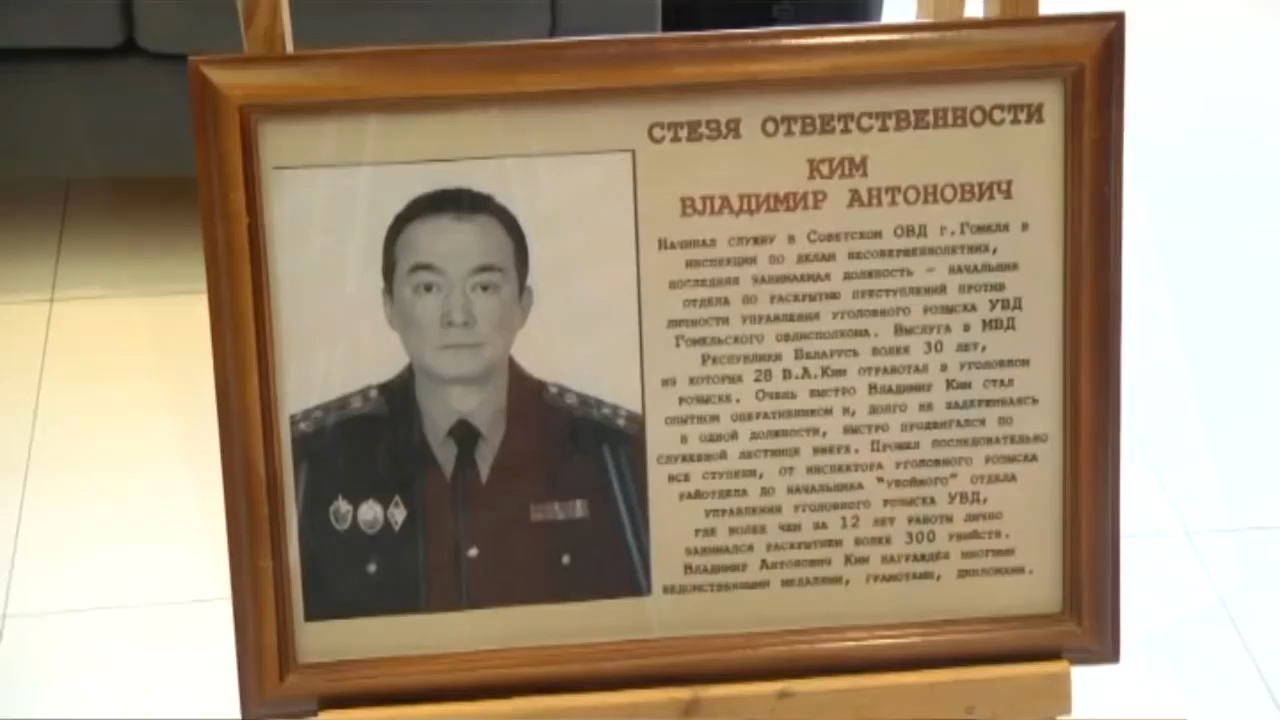 СТЕЗЯ ОТВЕТСТВЕННОСТИ
КИМ
ВЛАДИМИР АНТОНОВИЧ
Начинал службу в Советском ОВД г.Гомеля в
инспекции по делам несовершеннолетних,
последняя занимаемая должность – начальник
отдела по раскрытию преступлений против
личности управления уголовного розыска УВД
Гомельского облисполкома. Выслуга в МВД
Республики Беларусь более 30 лет,
из которых 28 В.А.Ким отработал в уголовном
розыске. Очень быстро Владимир Ким стал
опытном оперативником и, долго не задерживаясь
в одной должности, быстро продвигался по
служебной лестнице вверх. Прошел последовательно
все ступени, от инспектора уголовного розыска
райотдела до начальника "убойного" отдела
управления уголовного розыска УВД,
где более чем за 12 лет работы лично
занимался раскрытием более 300 убийств.
Владимир Антонович Ким награждён многими
ведомственными медалями, грамотами, дипломами.